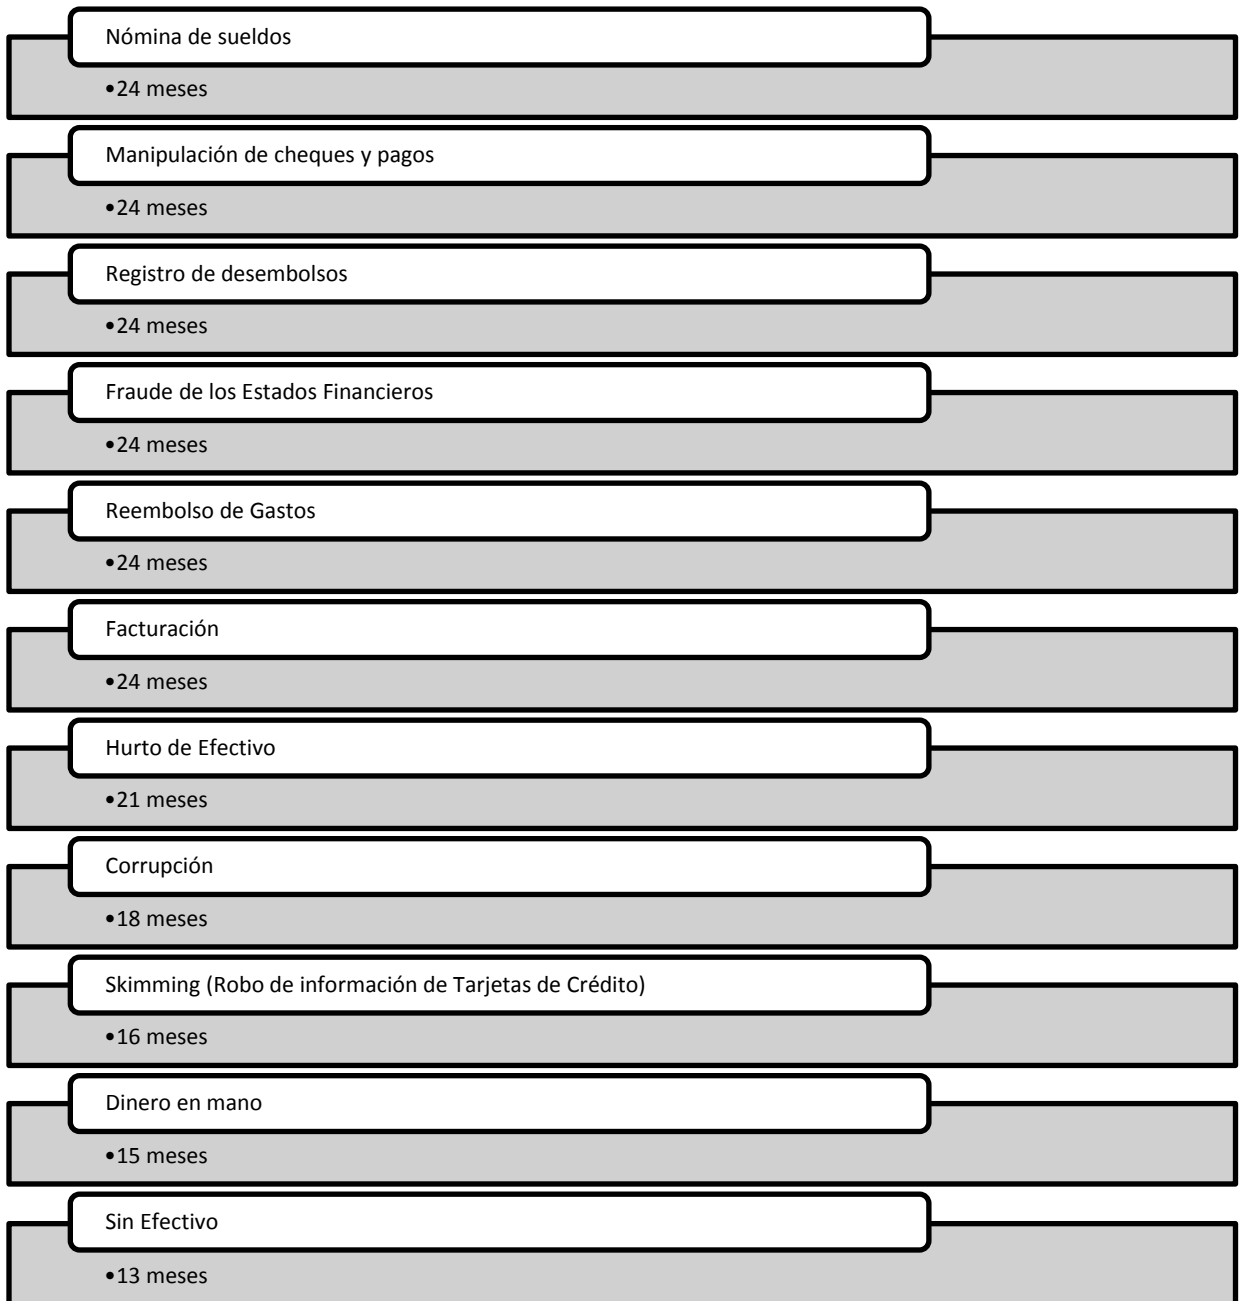 Nómina de sueldos
•24 meses
Manipulación de cheques y pagos
•24 meses
Registro de desembolsos
•24 meses
Fraude de los Estados Financieros
•24 meses
Reembolso de Gastos
•24 meses
Facturación
•24 meses
Hurto de Efectivo
•21 meses
Corrupción
•18 meses
Skimming (Robo de información de Tarjetas de Crédito)
•16 meses
Dinero en mano
•15 meses
Sin Efectivo
•13 meses